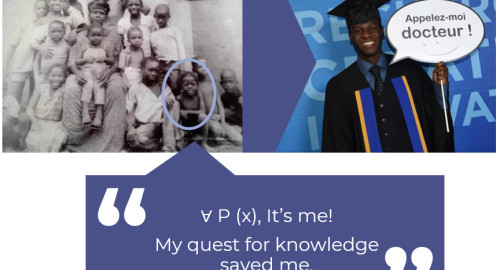 Appelez-moi
docteur !
“ ∀ P (x), It’s me!
My quest for knowledge
saved me. ”